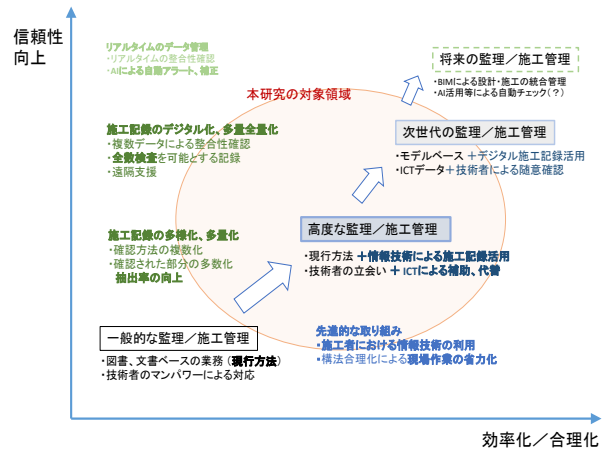 信頼性
向上
リアルタイムのデータ管理
・リアルタイムの整合性確認
・AIによる自動アラート、補正
将来の監理／施工管理
・BIMによる設計・施工の統合管理
・AI活用等による自動チェック（？）
本研究の対象領域
施工記録のデジタル化、多量全量化
・複数データによる整合性確認
・全数検査を可能とする記録
・遠隔支援
次世代の監理／施工管理
・モデルベース ＋デジタル施工記録活用
・ICTデータ＋技術者による随意確認
施工記録の多様化、多量化
・確認方法の複数化
・確認された部分の多数化
抽出率の向上
高度な監理／施工管理
・現行方法 ＋情報技術による施工記録活用
・技術者の立会い ＋ ICTによる補助、代替
一般的な監理／施工管理
・図書、文書ベースの業務（現行方法）
・技術者のマンパワーによる対応
先進的な取り組み
・施工者における情報技術の利用
・構法合理化による現場作業の省力化
効率化／合理化